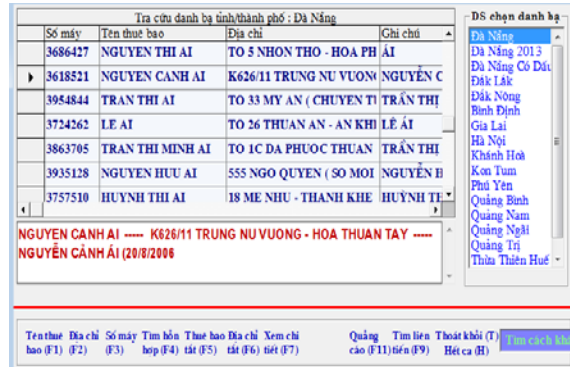 Tra cứu danh bạ tỉnh/thành phố : Đà Nẵng
Số máy Tên thuê bao Địa chỉ Ghi chú
3686427 NGUYEN THI AI TO 5 NHON THO - HOA PH ÁI
3618521 NGUYEN CANH AI K626/11 TRUNG NU VUONG NGUYỄN C
3954844 TRAN THI AI TO 33 MY AN ( CHUYEN T TRẦN THỊ
3724262 LE AI TO 26 THUAN AN - AN KH LÊ ÁI
3863705 TRAN THI MINH AI TO 1C DA PHUOC THUAN TRẦN THỊ
3935128 NGUYEN HUU AI 555 NGO QUYEN ( SO MOI NGUYỄN H
3757510 HUYNH THI AI 18 ME NHU - THANH KHE HUỲNH TH
NGUYEN CANH AI ----- K626/11 TRUNG NU VUONG - HOA THUAN TAY -----
NGUYỄN CẢNH ÁI (20/8/2006
DS chọn danh bạ
Đà Nẵng
Đà Nẵng 2013
Đà Nẵng Có Dấu
Đắk Lắk
Đắk Nông
Bình Định
Gia Lai
Hà Nội
Khánh Hoà
Kon Tum
Phú Yên
Quảng Bình
Quảng Nam
Quảng Ngãi
Quảng Trị
Thừa Thiên Huế
Tên thuê bao (F1)
Địa chỉ (F2)
Số máy (F3)
Tìm hỗn hợp (F4)
Thuê bao tắt (F5)
Địa chỉ tắt (F6)
Xem chi tiết (F7)
Quảng cáo (F11)
Tìm liên tiến (F9)
Thoát khỏi (T)
Hết ca (H)
Tìm cách kh